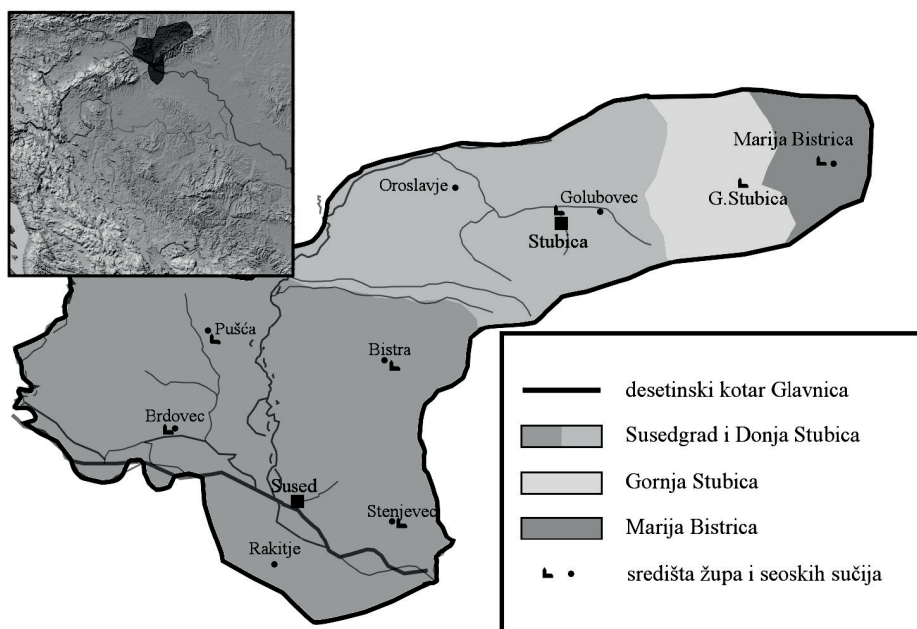 Marija Bistrica
Oroslavje
G.Stubica
Golubovec
Stubica
Pušća
Bistra
Brdovec
Sused
Stenjevec
Rakitje
desetinski kotar Glavnica
Susedgrad i Donja Stubica
Gornja Stubica
Marija Bistrica
središta župa i seoskih sučija